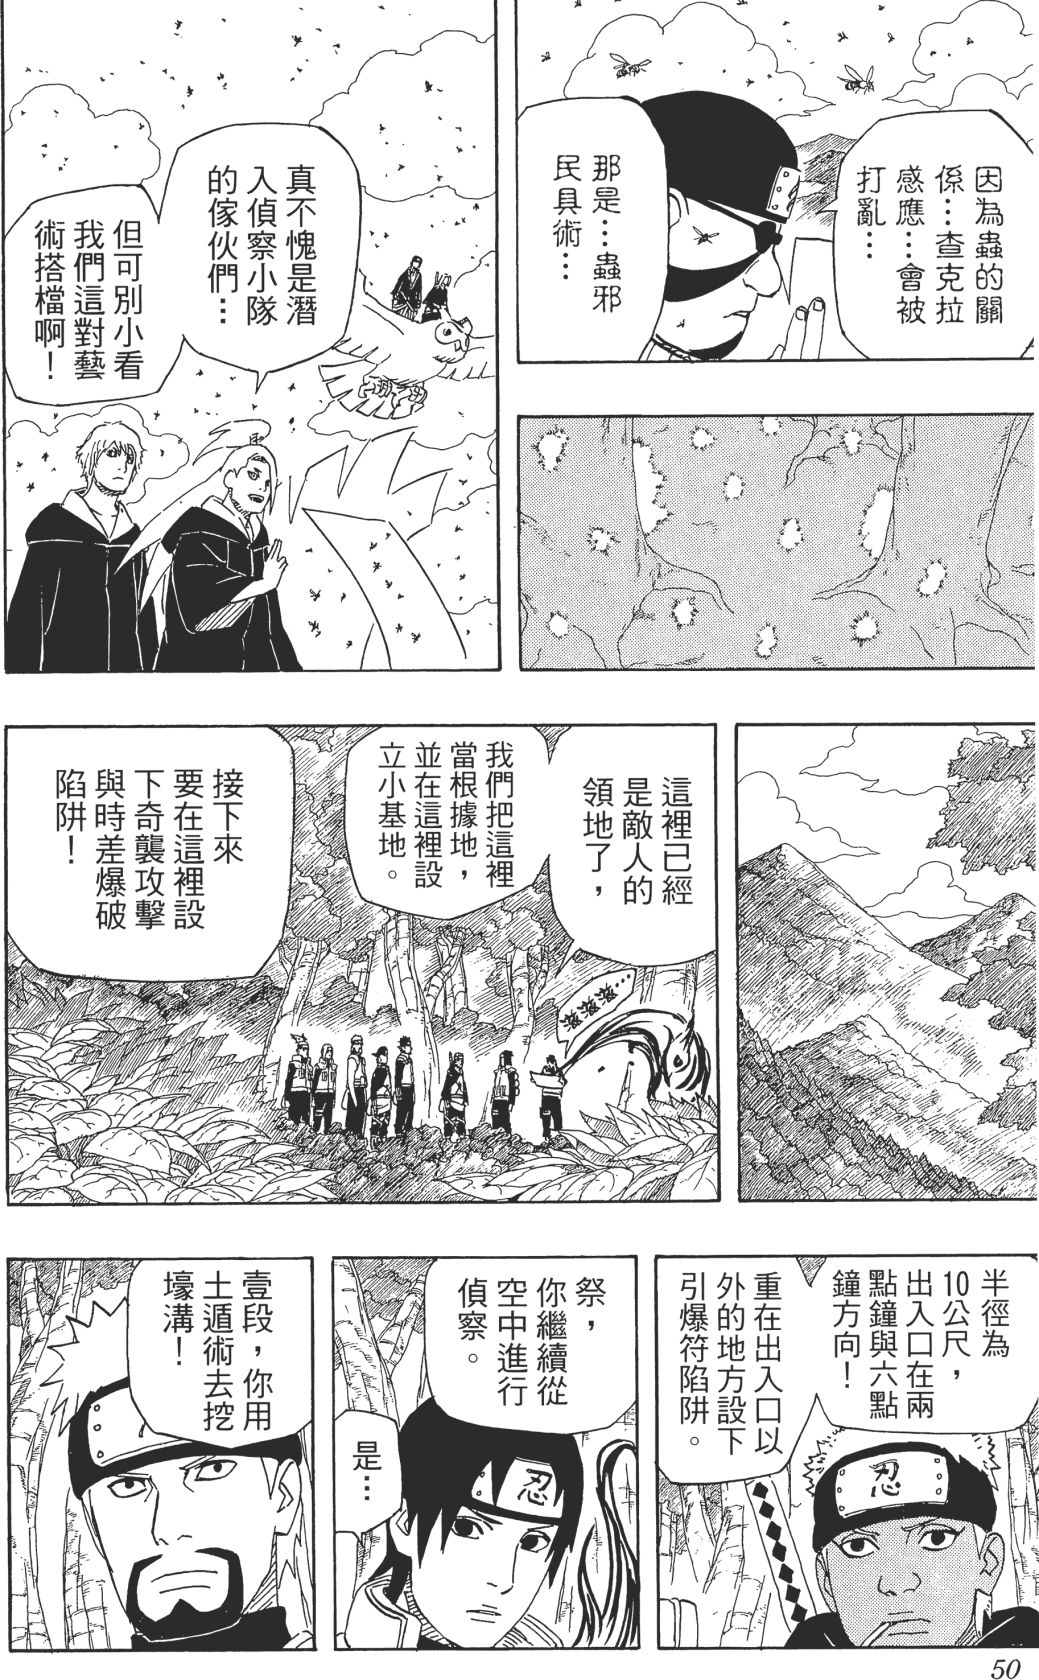 因為蟲的關
係…查克拉
感應…會被
打亂…
那是…蟲邪
民具術…
真不愧是潛
入偵察小隊
的傢伙們…
但可別小看
我們這對藝
術搭檔啊！
這裡已經
是敵人的
領地了，
我們把這裡
當根據地，
並在這裡設
立小基地。
接下來
要在這裡設
下奇襲攻擊
與時差爆破
陷阱！
半徑為
10公尺，
出入口在兩
點鐘與六點
鐘方向！
重在出入口以
外的地方設下
引爆符陷阱。
忍
祭，
你繼續從
空中進行
偵察。
是…
忍
壹段，你用
土遁術去挖
壕溝！
50